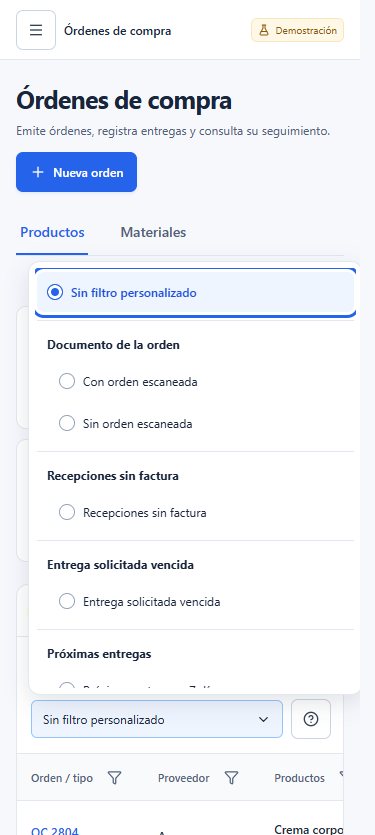 Órdenes de compra
Demostración
Órdenes de compra
Emite órdenes, registra entregas y consulta su seguimiento.
Nueva orden
Productos
Materiales
Sin filtro personalizado
Documento de la orden
Con orden escaneada
Sin orden escaneada
Recepciones sin factura
Recepciones sin factura
Entrega solicitada vencida
Entrega solicitada vencida
Próximas entregas
Sin filtro personalizado
Orden / tipo
Proveedor
Productos
OC 2804
Crema corpo